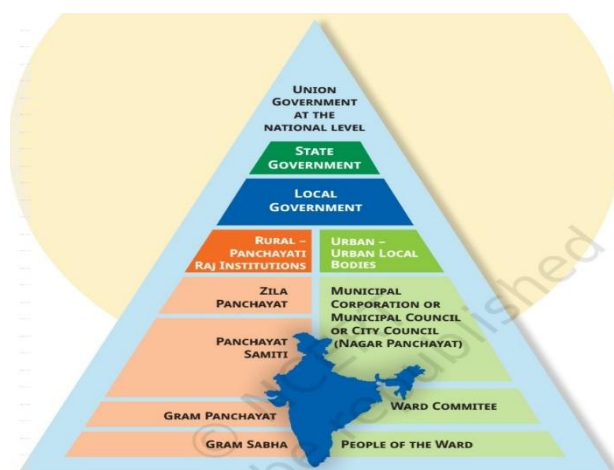 UNION
GOVERNMENT
AT THE
NATIONAL LEVEL
STATE
GOVERNMENT
LOCAL
GOVERNMENT
RURAL –
PANCHAYATI
RAJ INSTITUTIONS
URBAN –
URBAN LOCAL
BODIES
ZILA
PANCHAYAT
MUNICIPAL
CORPORATION OR
MUNICIPAL COUNCIL
OR CITY COUNCIL
(NAGAR PANCHAYAT)
PANCHAYAT
SAMITI
GRAM PANCHAYAT
WARD COMMITEE
GRAM SABHA
PEOPLE OF THE WARD
be republished